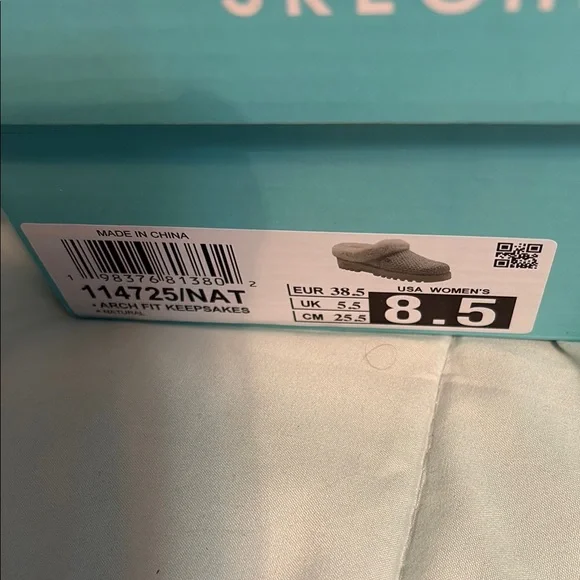 SKECH
MADE IN CHINA
1 98376 81380 2
114725/NAT
• ARCH FIT KEEPSAKES
• NATURAL
EUR 38.5
UK 5.5
CM 25.5
USA WOMEN'S
8.5